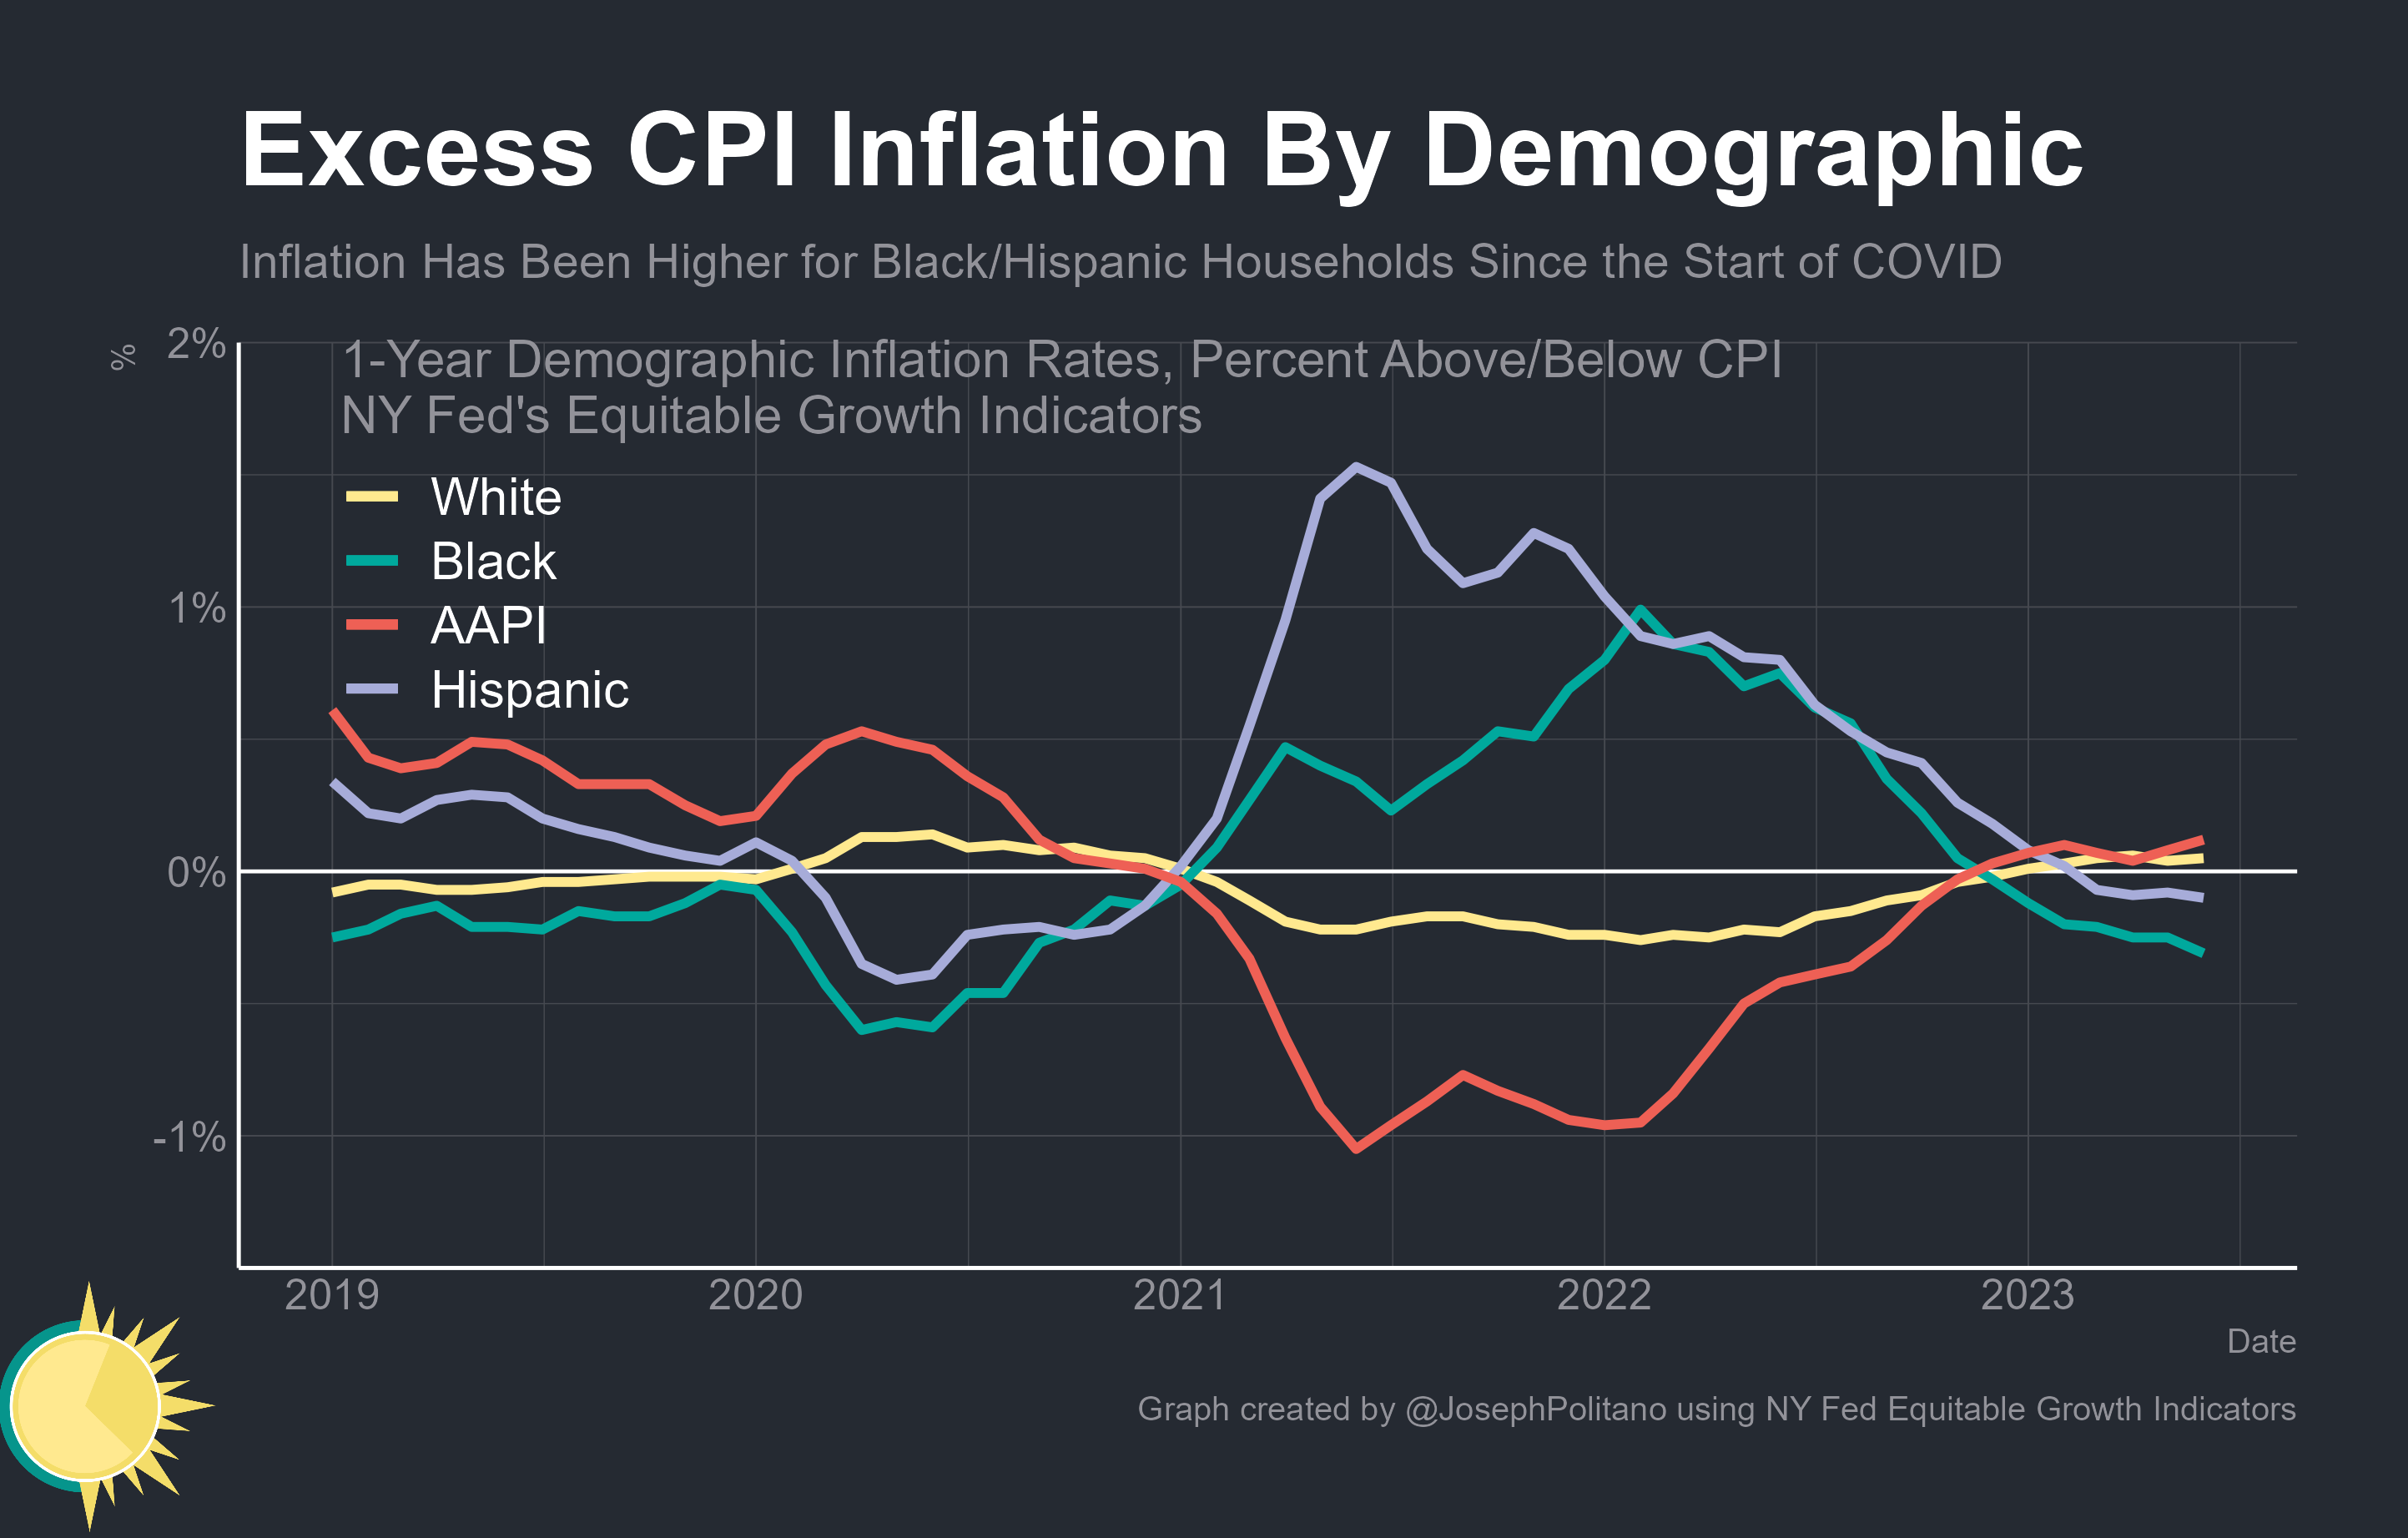 Excess CPI Inflation By Demographic
Inflation Has Been Higher for Black/Hispanic Households Since the Start of COVID
%
2%
1-Year Demographic Inflation Rates, Percent Above/Below CPI
NY Fed's Equitable Growth Indicators
White
Black
1%
AAPI
Hispanic
0%
-1%
2019 2020 2021 2022 2023
Date
Graph created by @JosephPolitano using NY Fed Equitable Growth Indicators